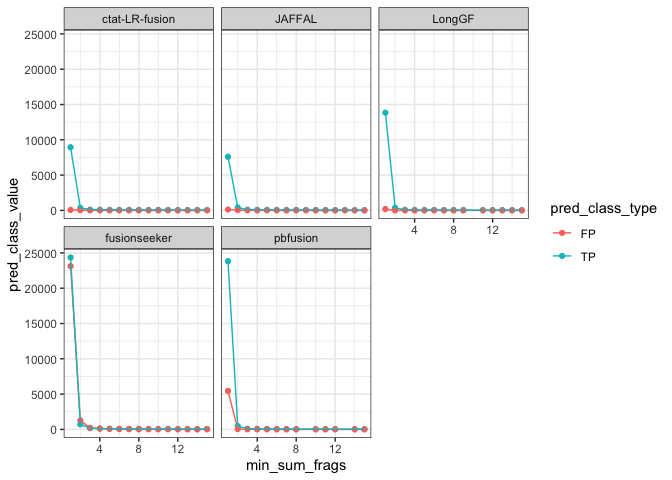 ctat-LR-fusion JAFFAL LongGF
25000
20000
15000
10000
5000
0
4 8 12
fusionseeker pbfusion
25000
20000
15000
10000
5000
0
4 8 12 4 8 12
min_sum_frags
pred_class_value
pred_class_type
FP
TP